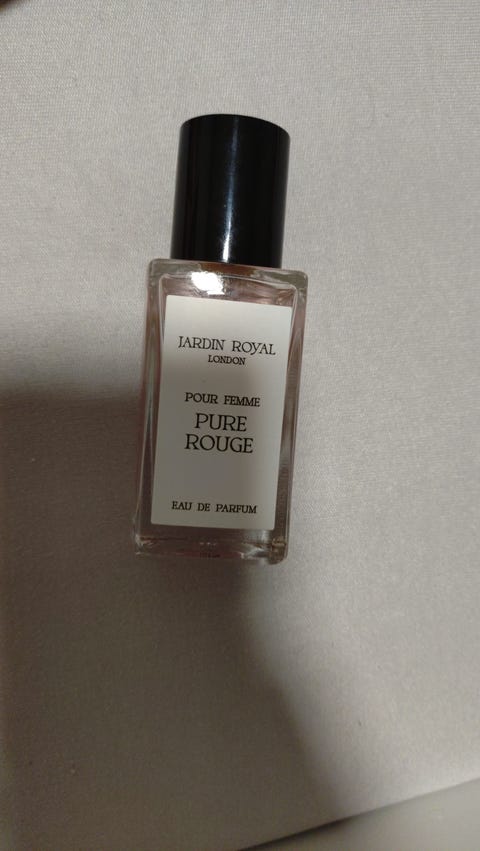 JARDIN ROYAL
LONDON
POUR FEMME
PURE
ROUGE
EAU DE PARFUM